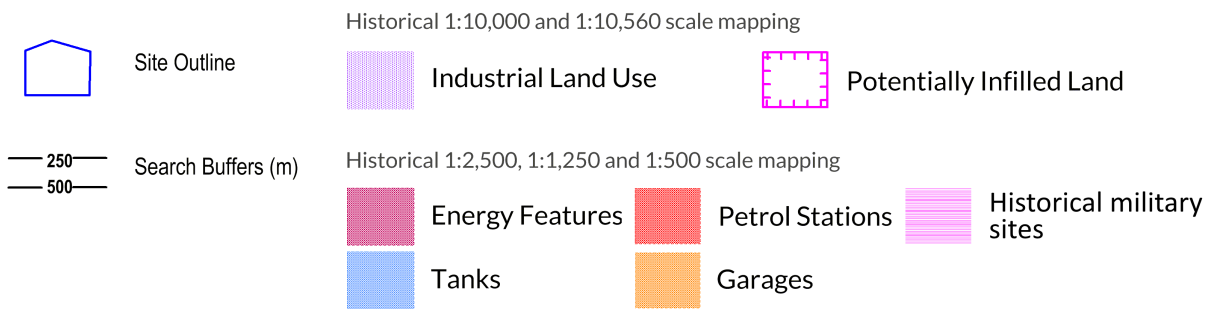 Historical 1:10,000 and 1:10,560 scale mapping
Site Outline
Industrial Land Use
Potentially Infilled Land
250
500
Search Buffers (m)
Historical 1:2,500, 1:1,250 and 1:500 scale mapping
Energy Features
Petrol Stations
Historical military
sites
Tanks
Garages